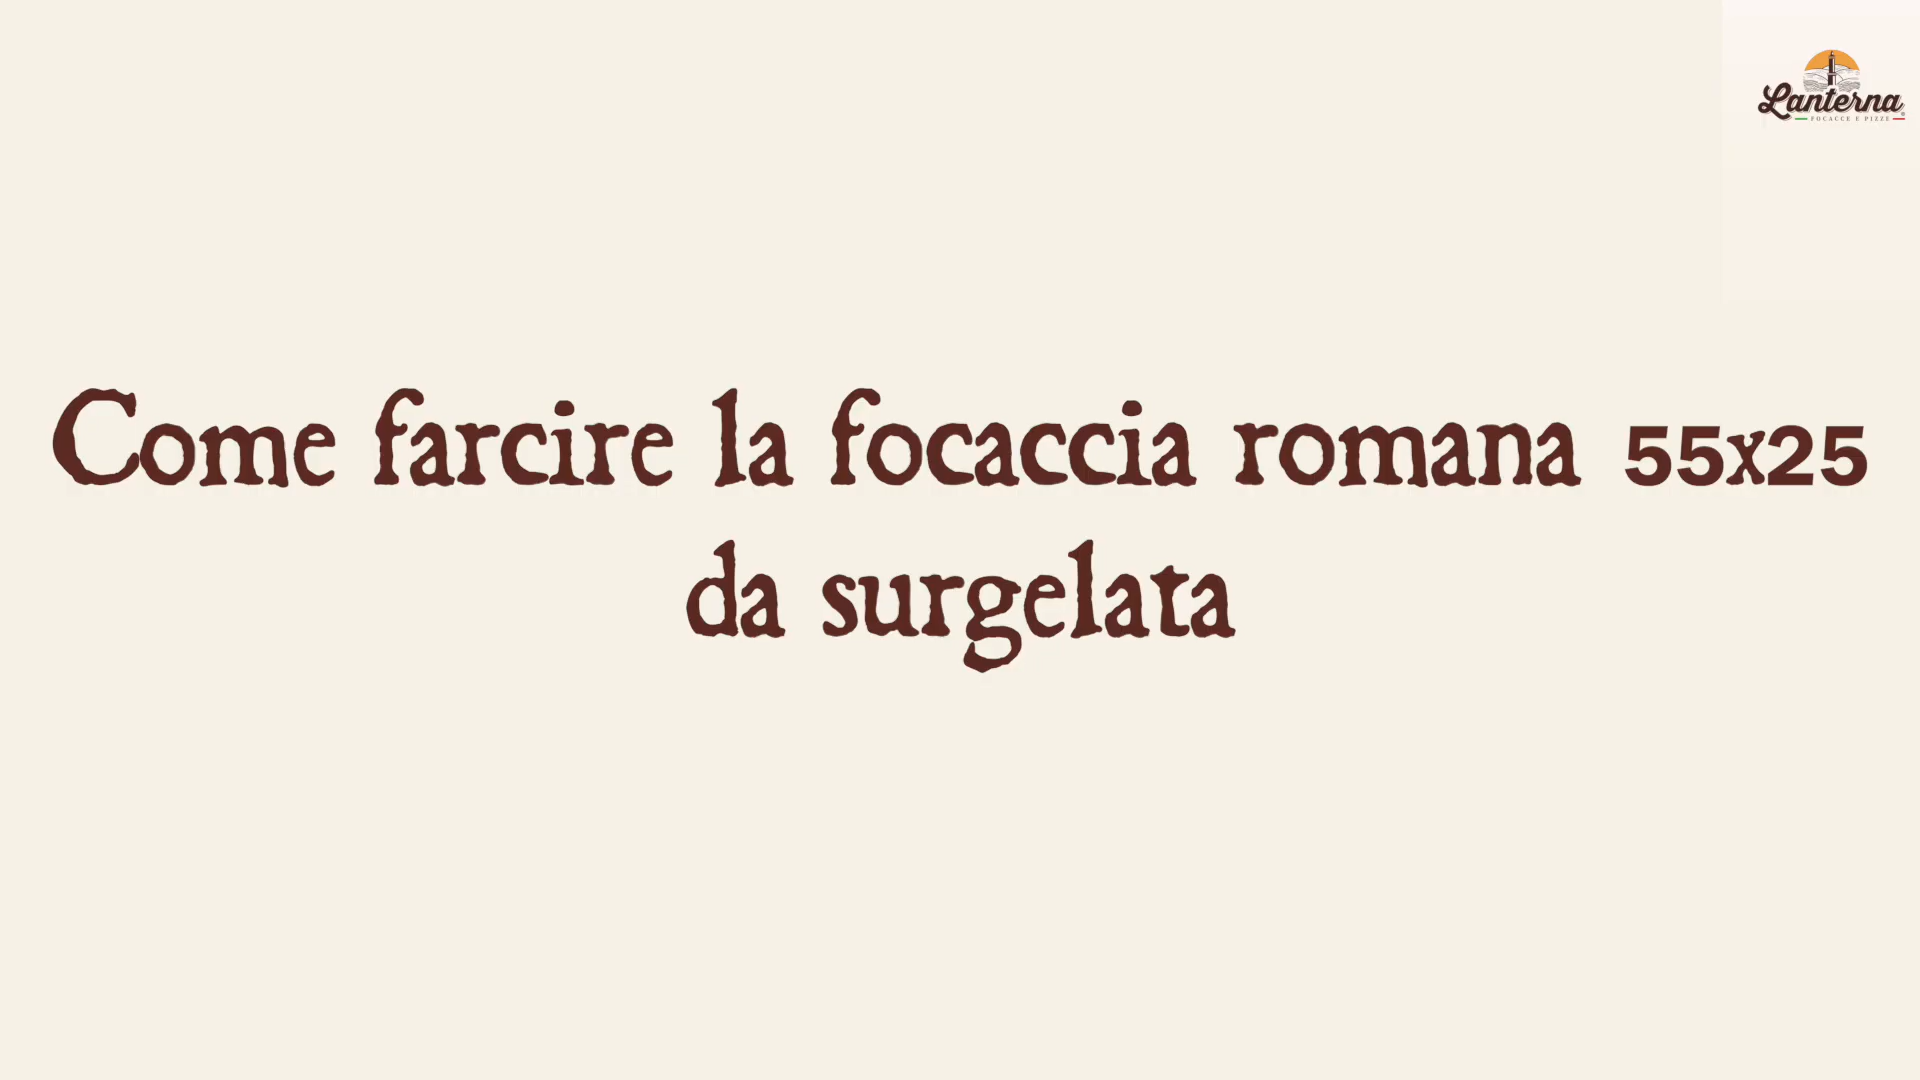 Lanterna
FOCACCE E PIZZE
Come farcire la focaccia romana 55x25
da surgelata